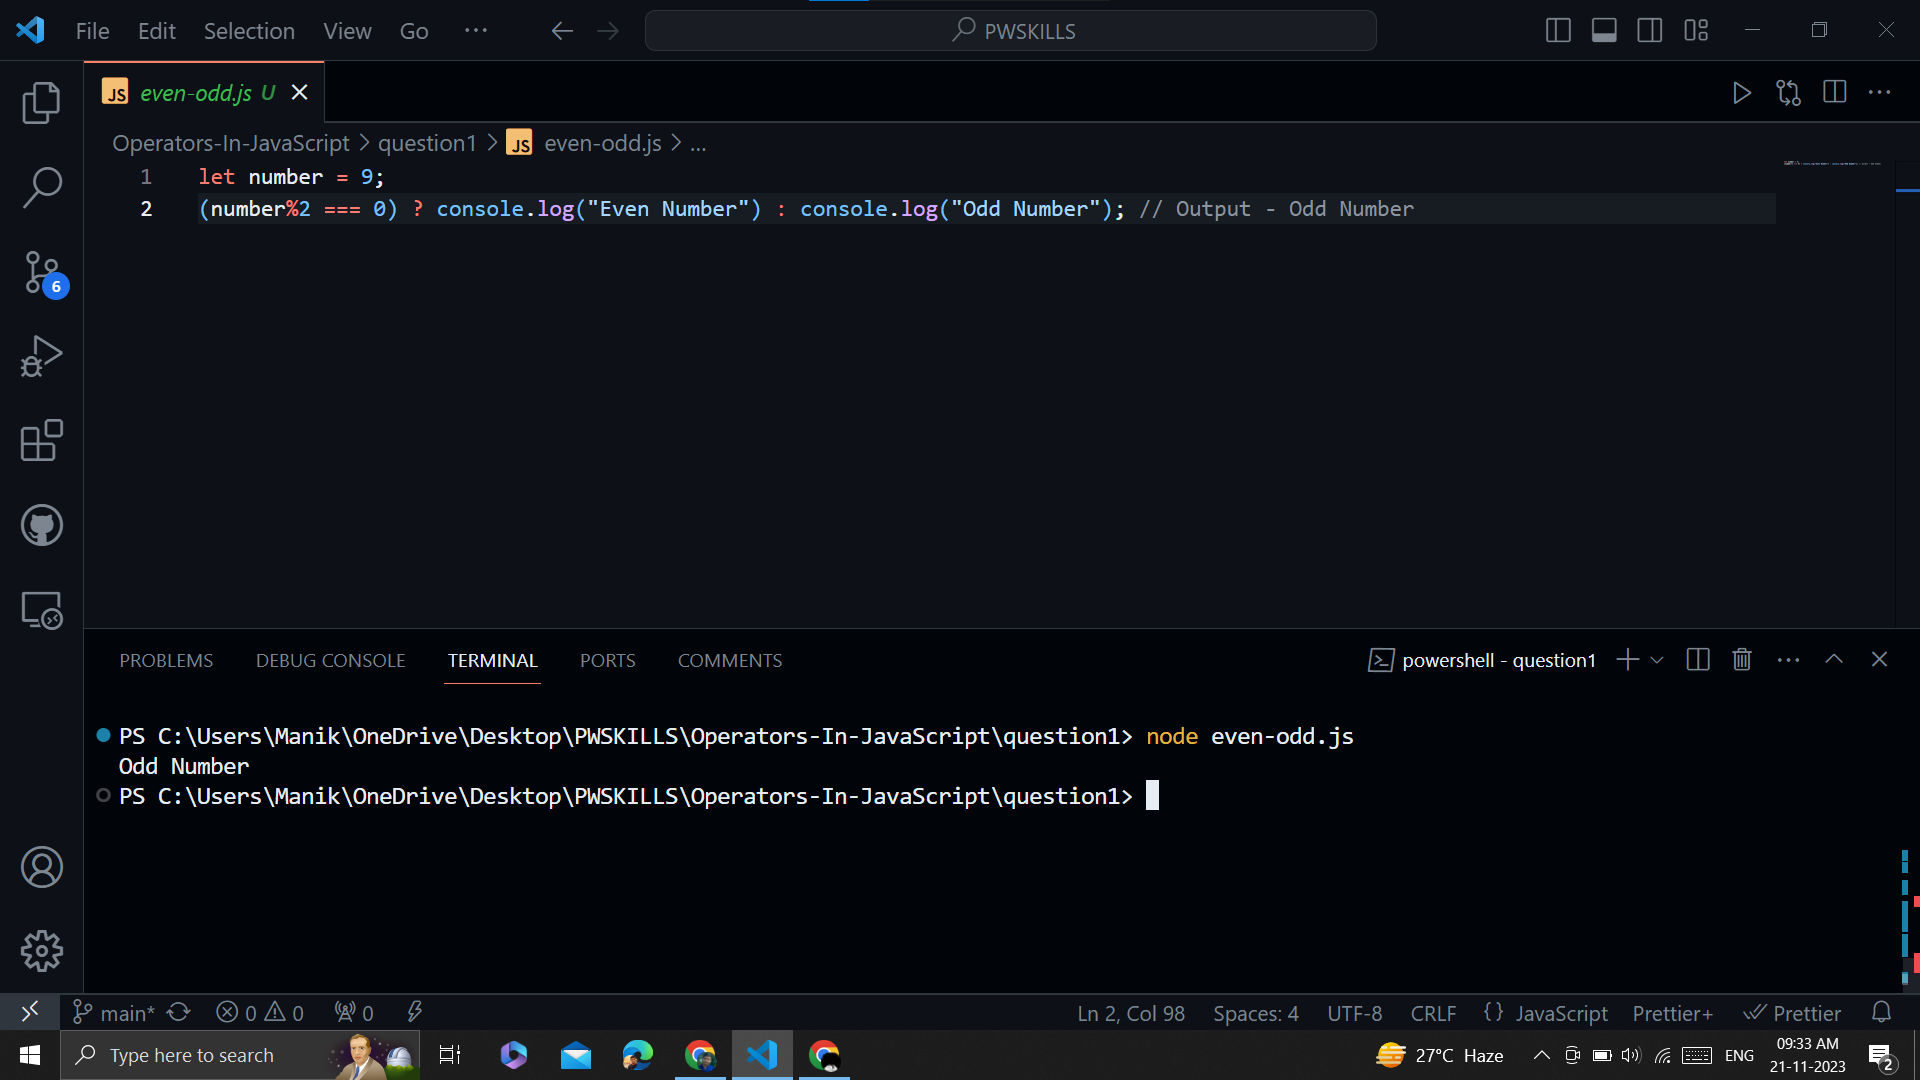 File Edit Selection View Go ··· PWSKILLS
JS even-odd.js U
Operators-In-JavaScript > question1 > JS even-odd.js > ...
1 let number = 9;
2 (number%2 === 0) ? console.log("Even Number") : console.log("Odd Number"); // Output - Odd Number
6
PROBLEMS DEBUG CONSOLE TERMINAL PORTS COMMENTS powershell - question1
PS C:\Users\Manik\OneDrive\Desktop\PWSKILLS\Operators-In-JavaScript\question1> node even-odd.js
Odd Number
PS C:\Users\Manik\OneDrive\Desktop\PWSKILLS\Operators-In-JavaScript\question1>
main* 0 0 0 Ln 2, Col 98 Spaces: 4 UTF-8 CRLF {} JavaScript Prettier+ Prettier
Type here to search 27°C Haze ENG 09:33 AM
21-11-2023 2